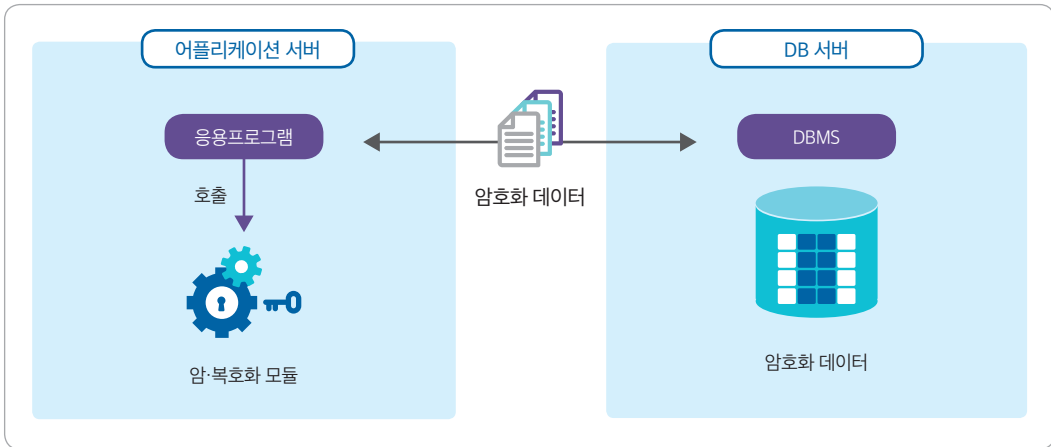 어플리케이션 서버
응용프로그램
호출
암·복호화 모듈
암호화 데이터
DB 서버
DBMS
암호화 데이터